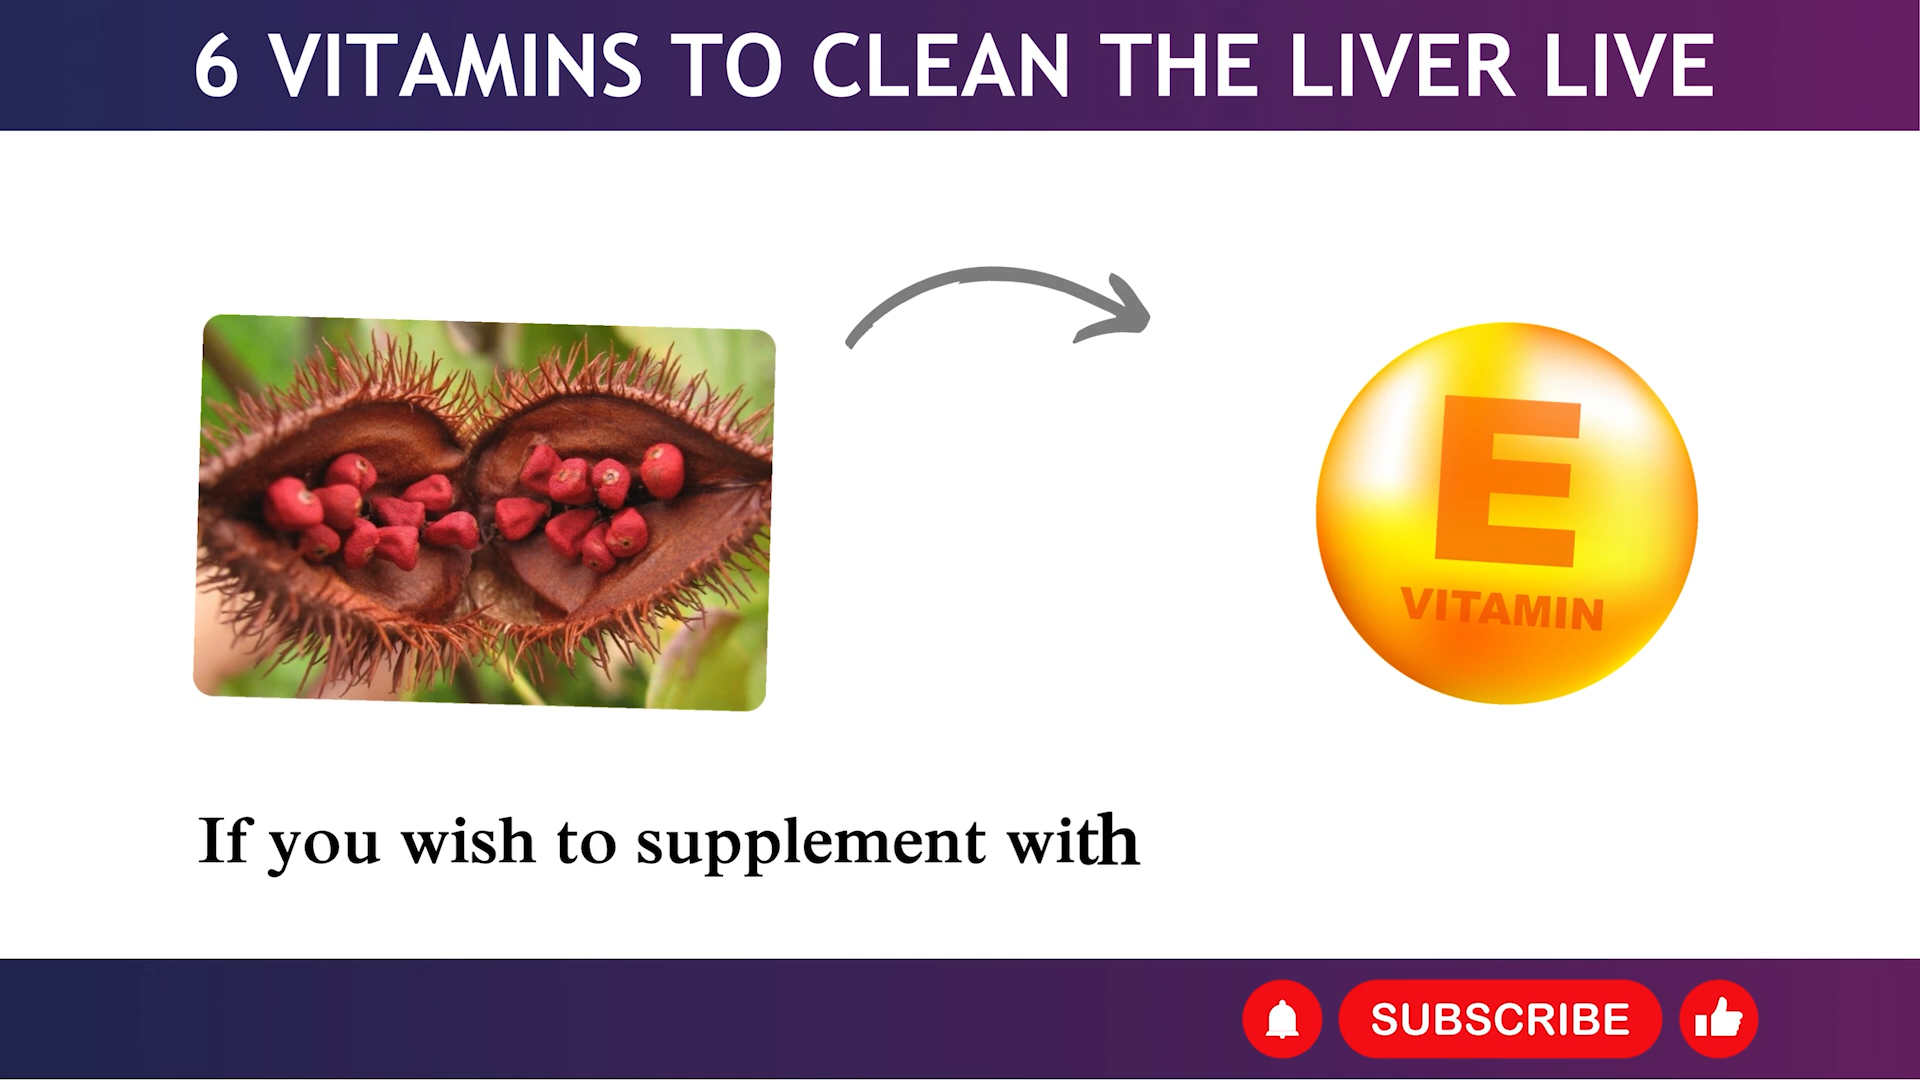 6 VITAMINS TO CLEAN THE LIVER LIVE
E
VITAMIN
If you wish to supplement with
SUBSCRIBE